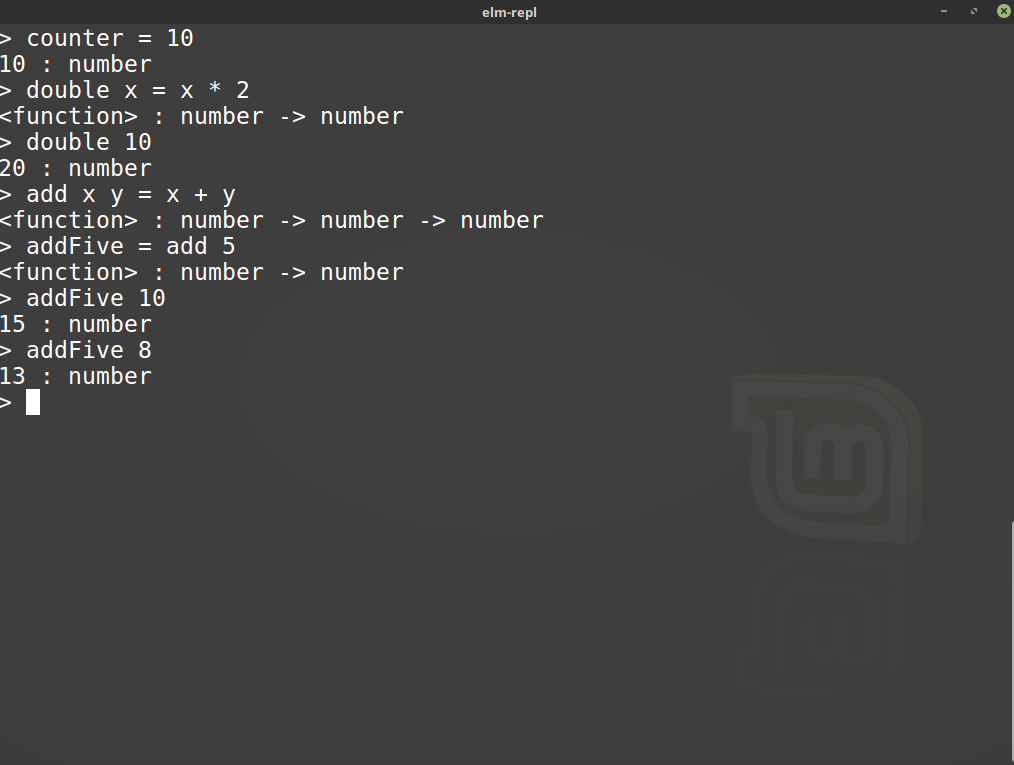 elm-repl
> counter = 10
10 : number
> double x = x * 2
<function> : number -> number
> double 10
20 : number
> add x y = x + y
<function> : number -> number -> number
> addFive = add 5
<function> : number -> number
> addFive 10
15 : number
> addFive 8
13 : number
>